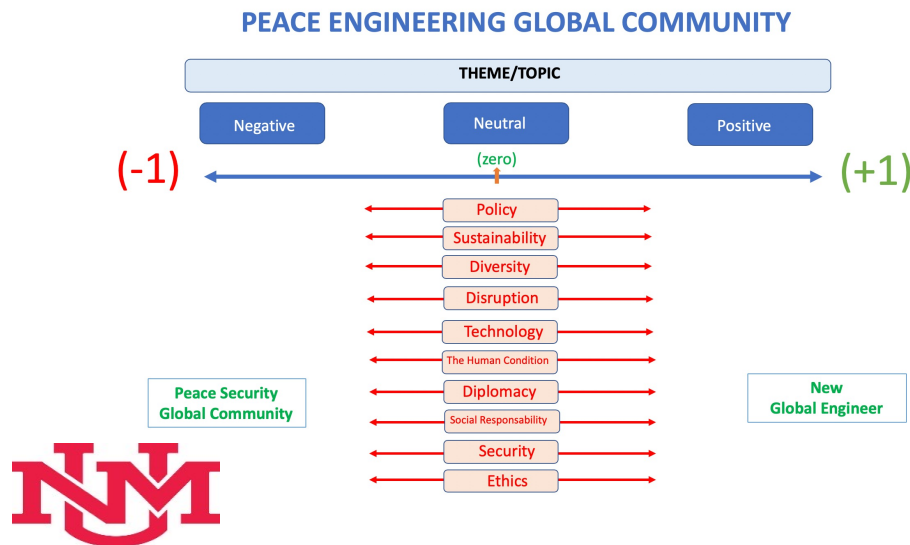 PEACE ENGINEERING GLOBAL COMMUNITY
THEME/TOPIC
Negative
Neutral
Positive
(zero)
(-1)
(+1)
Policy
Sustainability
Diversity
Disruption
Technology
The Human Condition
Diplomacy
Social Responsability
Security
Ethics
Peace Security
Global Community
New
Global Engineer
UNM